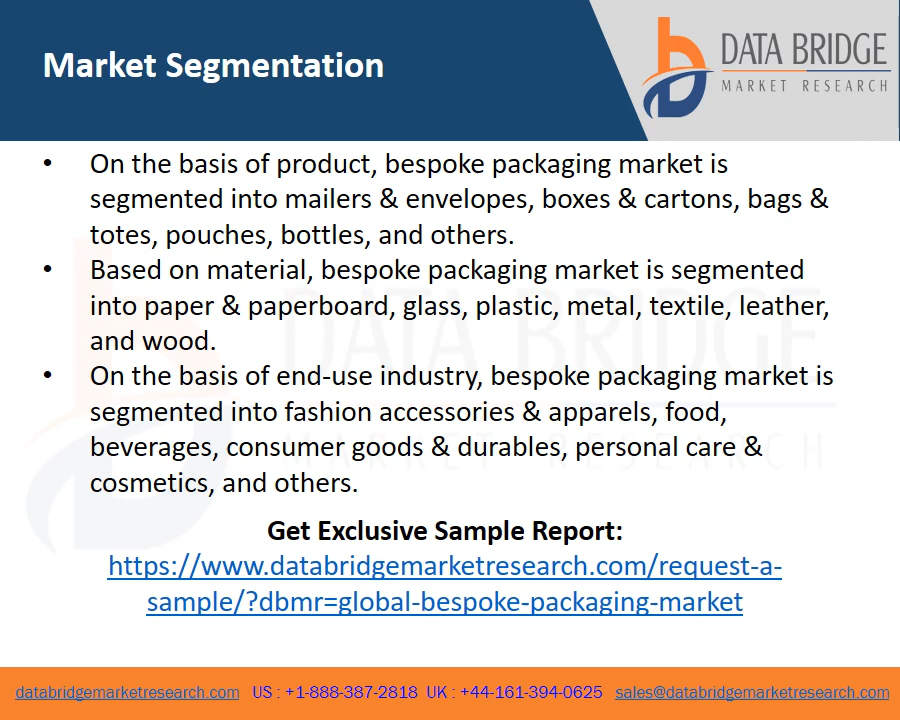 Market Segmentation
DATA BRIDGE
MARKET RESEARCH
• On the basis of product, bespoke packaging market is
segmented into mailers & envelopes, boxes & cartons, bags &
totes, pouches, bottles, and others.
• Based on material, bespoke packaging market is segmented
into paper & paperboard, glass, plastic, metal, textile, leather,
and wood.
• On the basis of end-use industry, bespoke packaging market is
segmented into fashion accessories & apparels, food,
beverages, consumer goods & durables, personal care &
cosmetics, and others.
DATA BRIDGE
MARKET RESEARCH
Get Exclusive Sample Report:
https://www.databridgemarketresearch.com/request-a-
sample/?dbmr=global-bespoke-packaging-market
databridgemarketresearch.com US : +1-888-387-2818 UK : +44-161-394-0625 sales@databridgemarketresearch.com